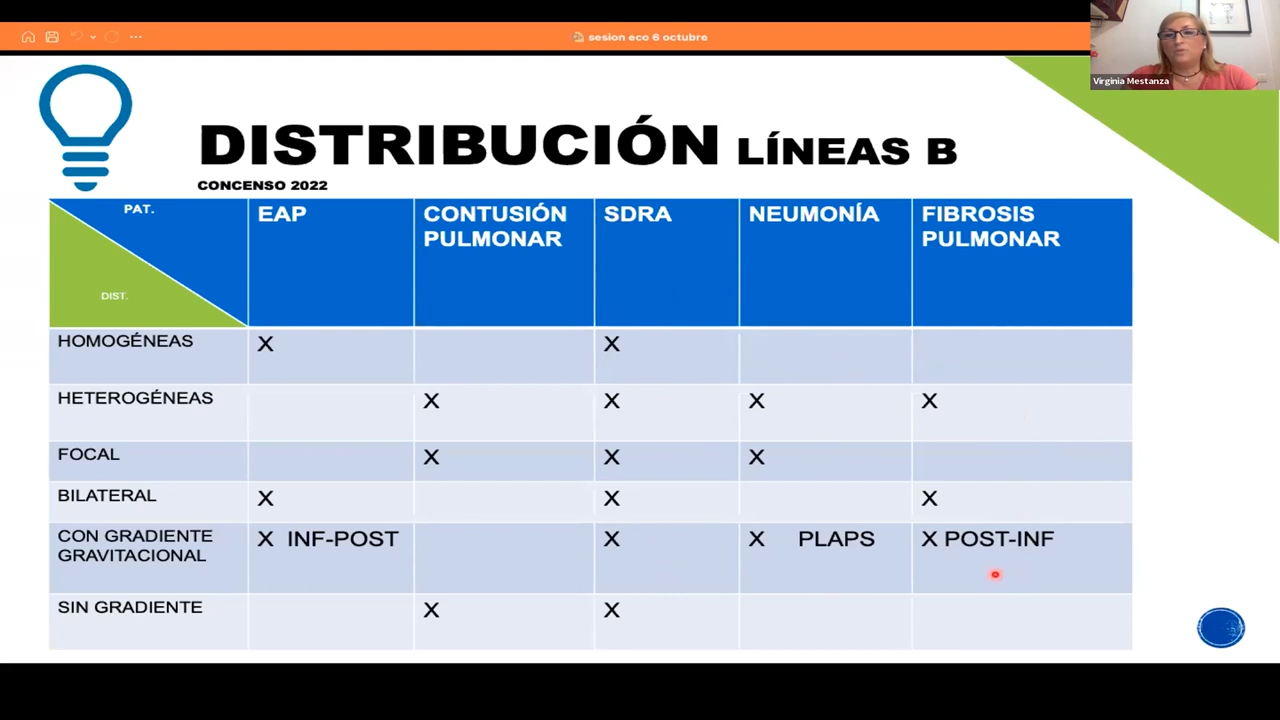 sesion eco 6 octubre
Virginia Mestanza
DISTRIBUCIÓN LÍNEAS B
CONCENSO 2022
PAT.
DIST.
EAP
CONTUSIÓN
PULMONAR
SDRA
NEUMONÍA
FIBROSIS
PULMONAR
HOMOGÉNEAS X X
HETEROGÉNEAS X X X X
FOCAL X X X
BILATERAL X X X
CON GRADIENTE
GRAVITACIONAL
X INF-POST X X PLAPS X POST-INF
SIN GRADIENTE X X